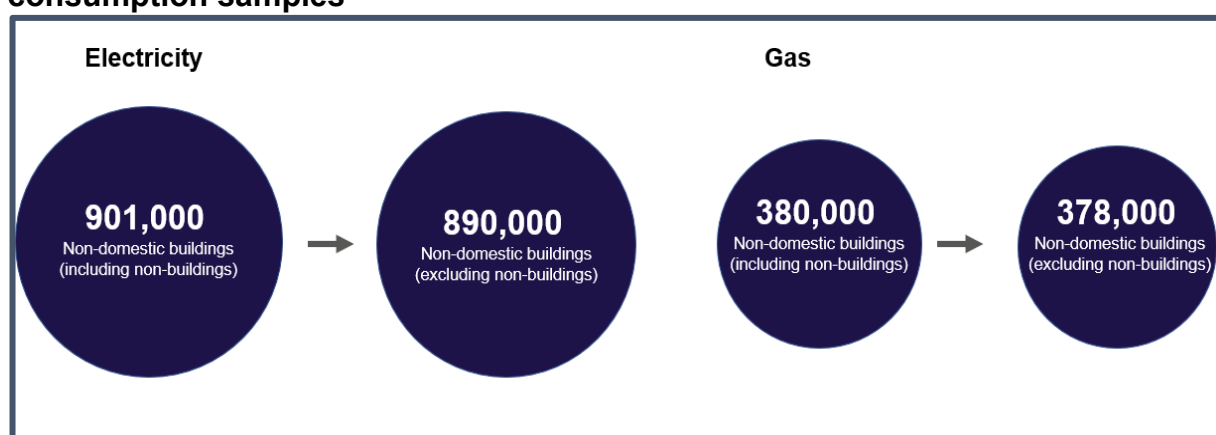 consumption samples
Electricity
901,000
Non-domestic buildings
(including non-buildings)
890,000
Non-domestic buildings
(excluding non-buildings)
Gas
380,000
Non-domestic buildings
(including non-buildings)
378,000
Non-domestic buildings
(excluding non-buildings)